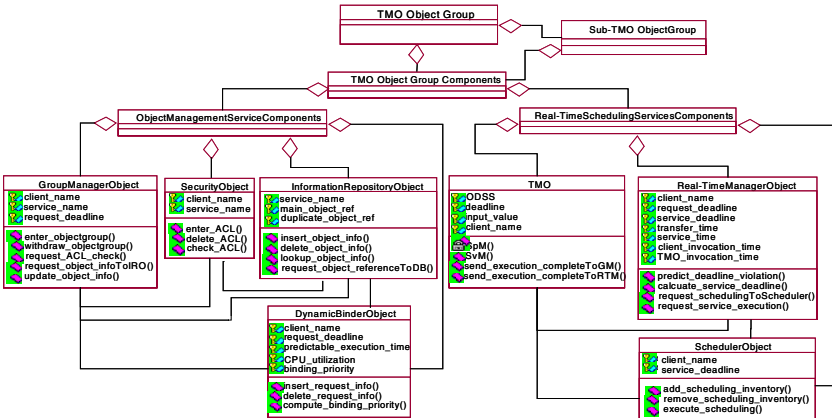 TMO Object Group
Sub-TMO ObjectGroup
TMO Object Group Components
ObjectManagementServiceComponents
Real-TimeSchedulingServicesComponents
GroupManagerObject
client_name
service_name
request_deadline
enter_objectgroup()
withdraw_objectgroup()
request_ACL_check()
request_object_infoToIRO()
update_object_info()
SecurityObject
client_name
service_name
enter_ACL()
delete_ACL()
check_ACL()
InformationRepositoryObject
service_name
main_object_ref
duplicate_object_ref
insert_object_info()
delete_object_info()
lookup_object_info()
request_object_referenceToDB()
TMO
ODSS
deadline
input_value
client_name
SpM()
SvM()
send_execution_completeToGM()
send_execution_completeToRTM()
Real-TimeManagerObject
client_name
request_deadline
service_deadline
transfer_time
service_time
client_invocation_time
TMO_invocation_time
predict_deadline_violation()
calcuate_service_deadline()
request_schedulingToScheduler()
request_service_execution()
DynamicBinderObject
client_name
request_deadline
predictable_execution_time
CPU_utilization
binding_priority
insert_request_info()
delete_request_info()
compute_binding_priority()
SchedulerObject
client_name
service_deadline
add_scheduling_inventory()
remove_scheduling_inventory()
execute_scheduling()